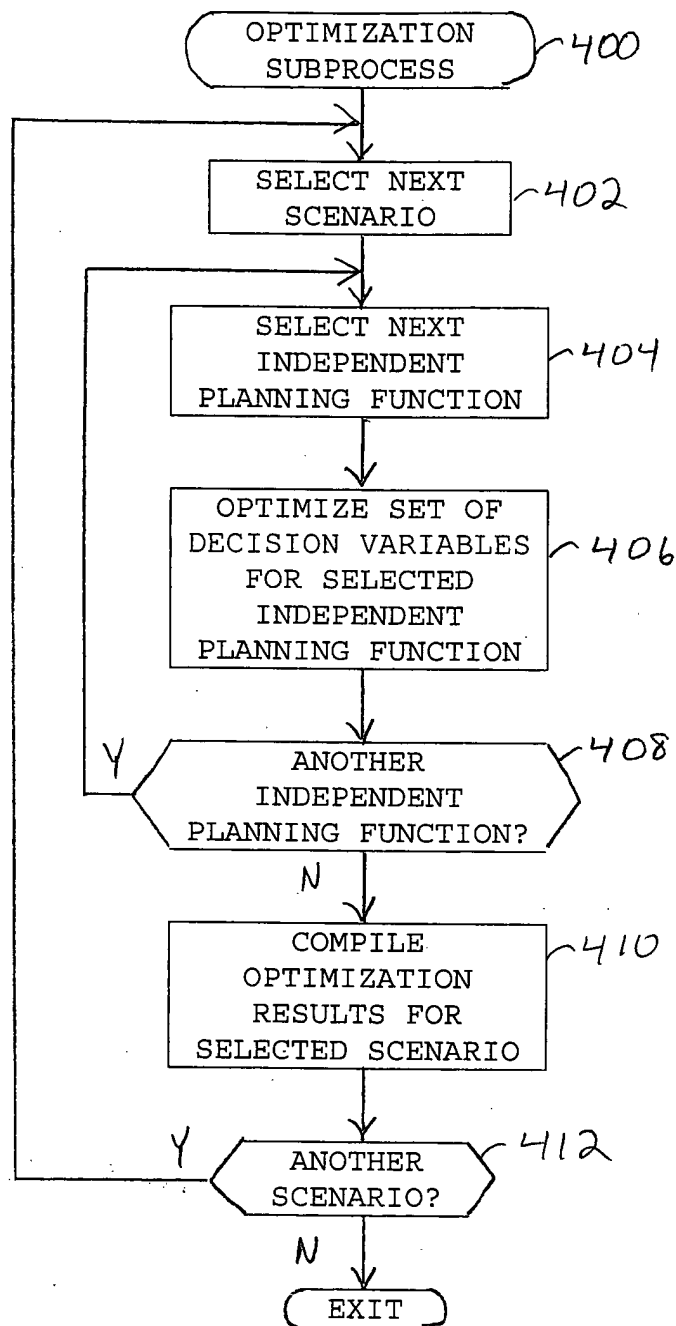 OPTIMIZATION
SUBPROCESS
400
SELECT NEXT
SCENARIO
402
SELECT NEXT
INDEPENDENT
PLANNING FUNCTION
404
OPTIMIZE SET OF
DECISION VARIABLES
FOR SELECTED
INDEPENDENT
PLANNING FUNCTION
406
Y
ANOTHER
INDEPENDENT
PLANNING FUNCTION?
408
N
COMPILE
OPTIMIZATION
RESULTS FOR
SELECTED SCENARIO
410
Y
ANOTHER
SCENARIO?
412
N
EXIT